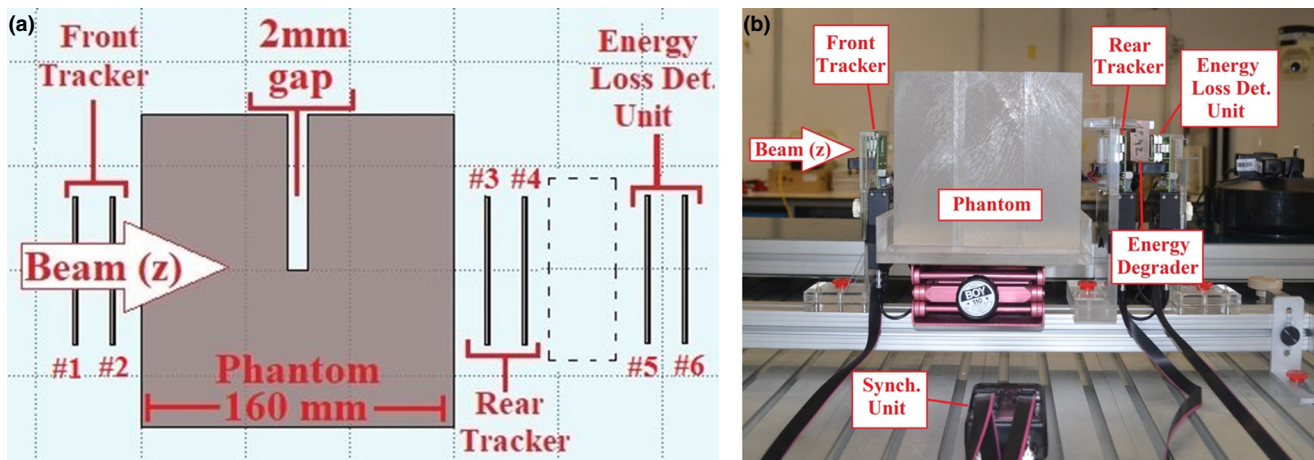 (a)
Front
Tracker
2mm
gap
Energy
Loss Det.
Unit
#3 #4
Beam (z)
#1 #2
#5 #6
Phantom
160 mm
Rear
Tracker
(b)
Front
Tracker
Rear
Tracker
Energy
Loss Det.
Unit
Beam (z)
Phantom
Energy
Degrader
BOY
110
Synch.
Unit